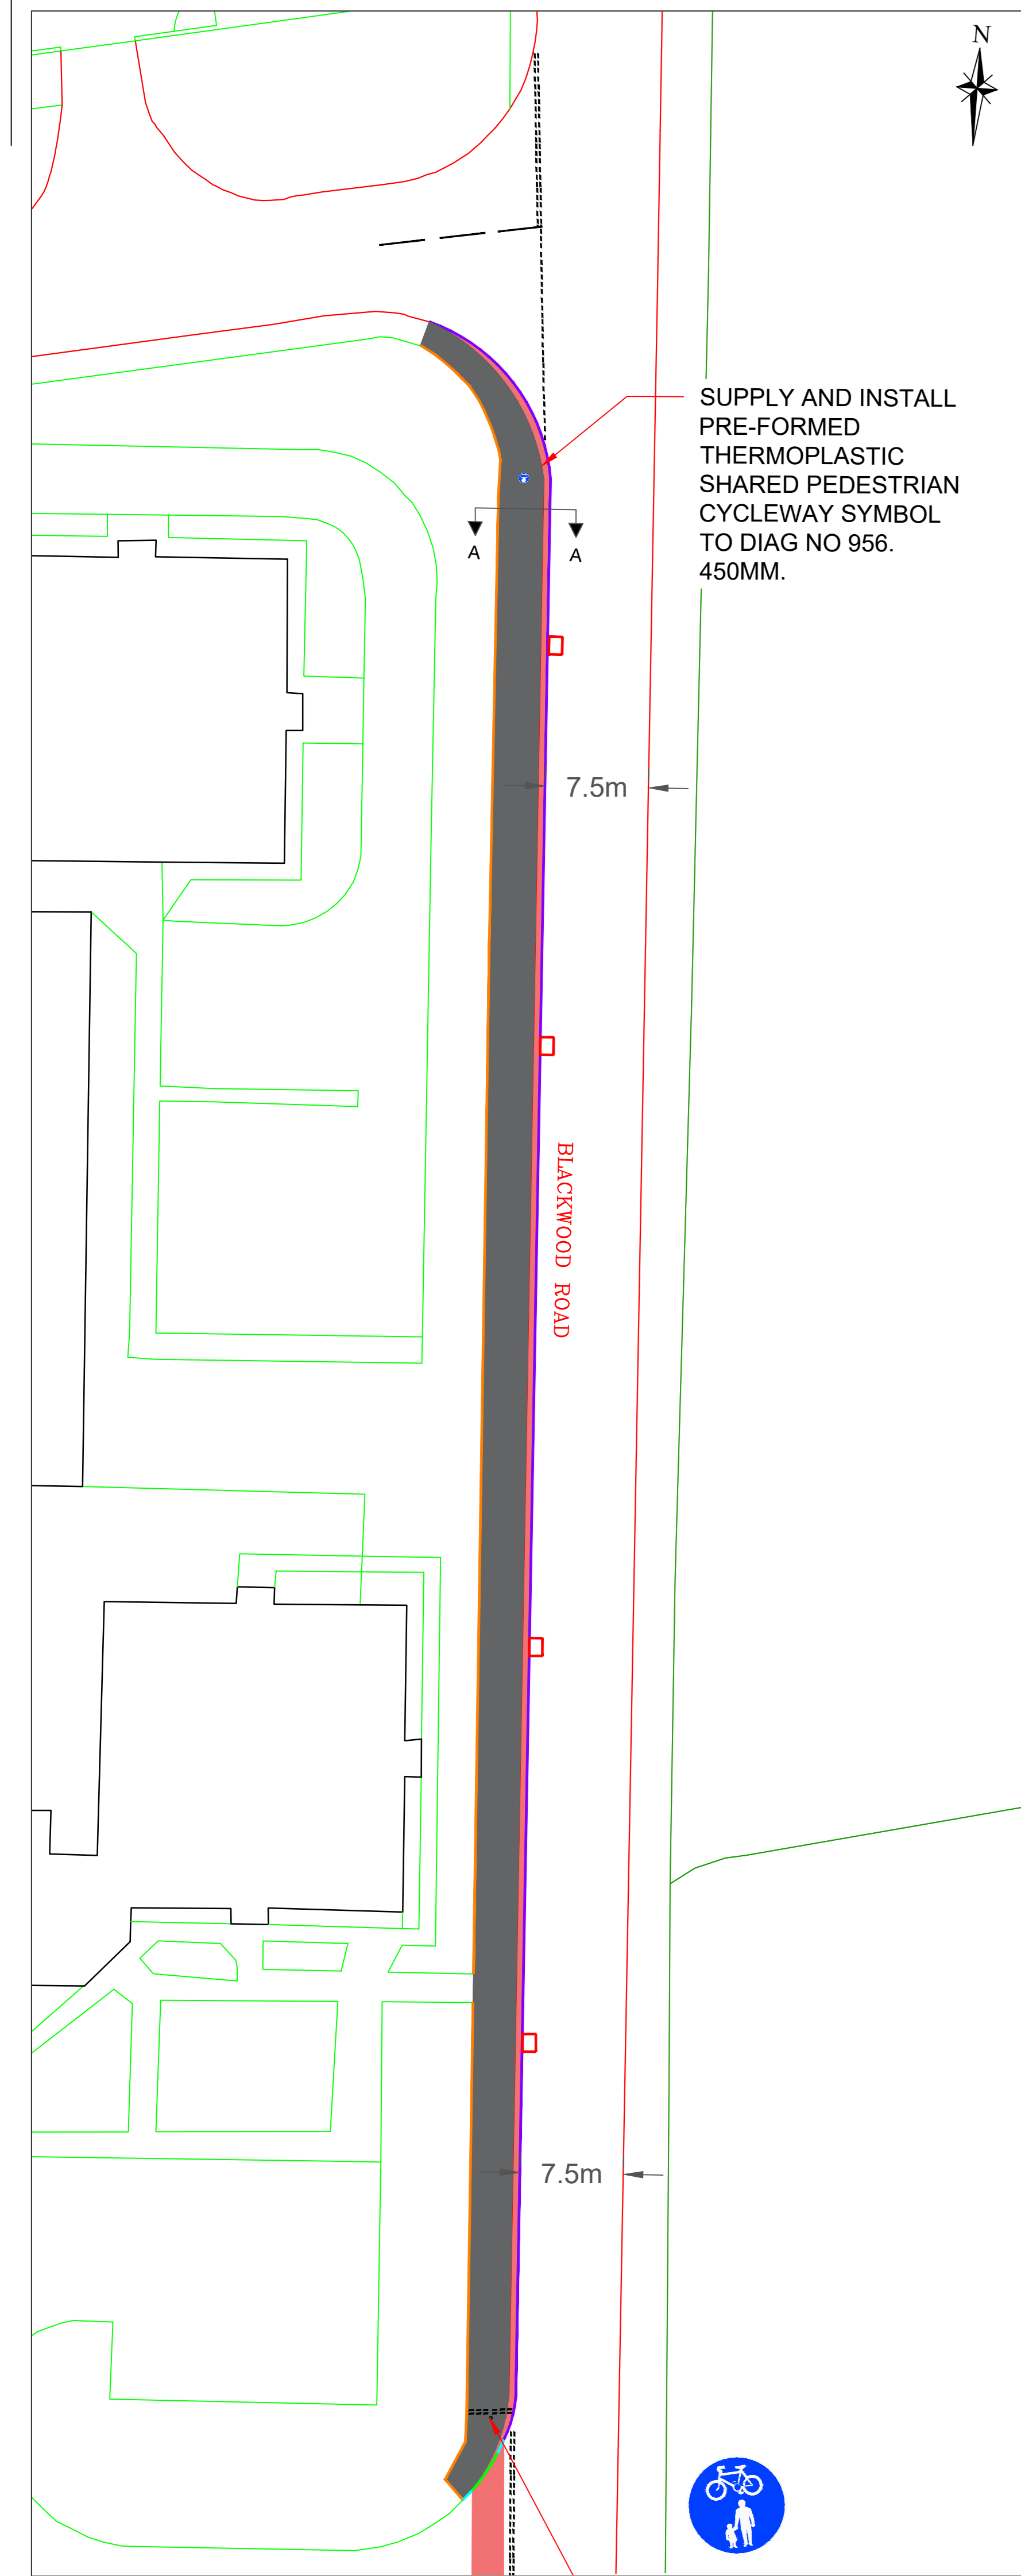 N
SUPPLY AND INSTALL
PRE-FORMED
THERMOPLASTIC
SHARED PEDESTRIAN
CYCLEWAY SYMBOL
TO DIAG NO 956.
450MM.
A
A
7.5m
BLACKWOOD ROAD
7.5m